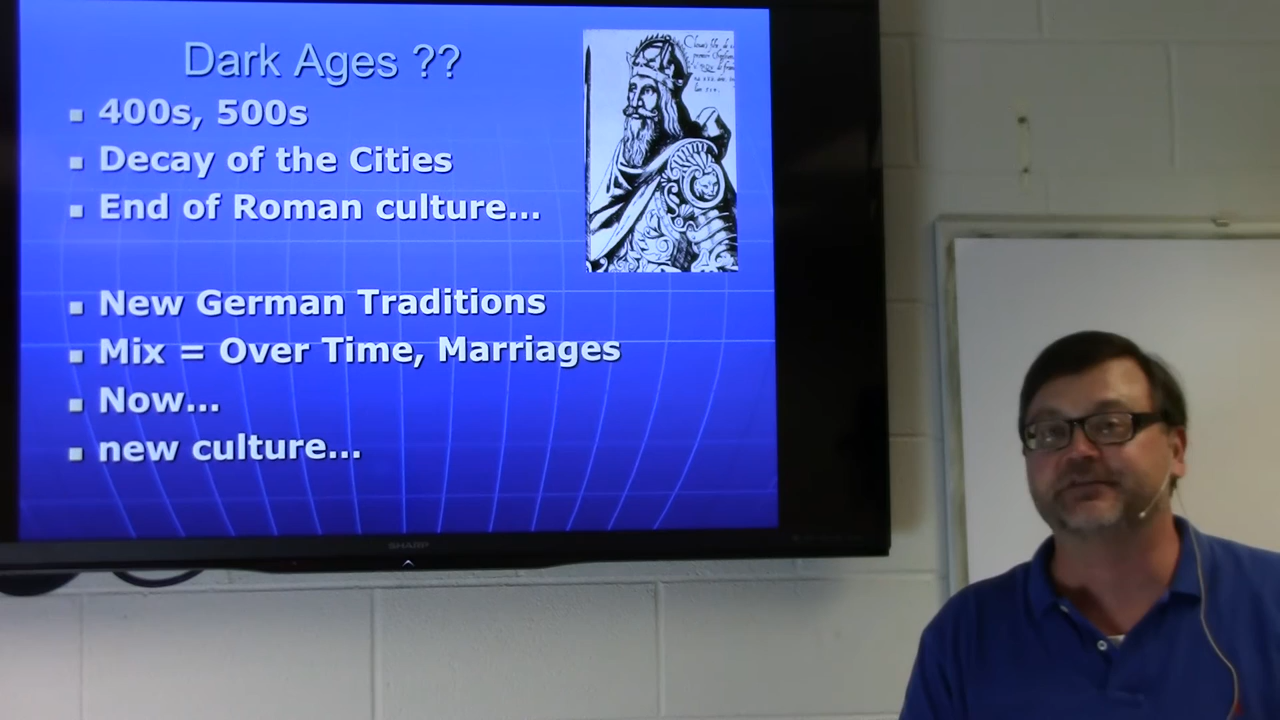 Dark Ages ??
400s, 500s
Decay of the Cities
End of Roman culture...
New German Traditions
Mix = Over Time, Marriages
Now...
new culture...
SHARP